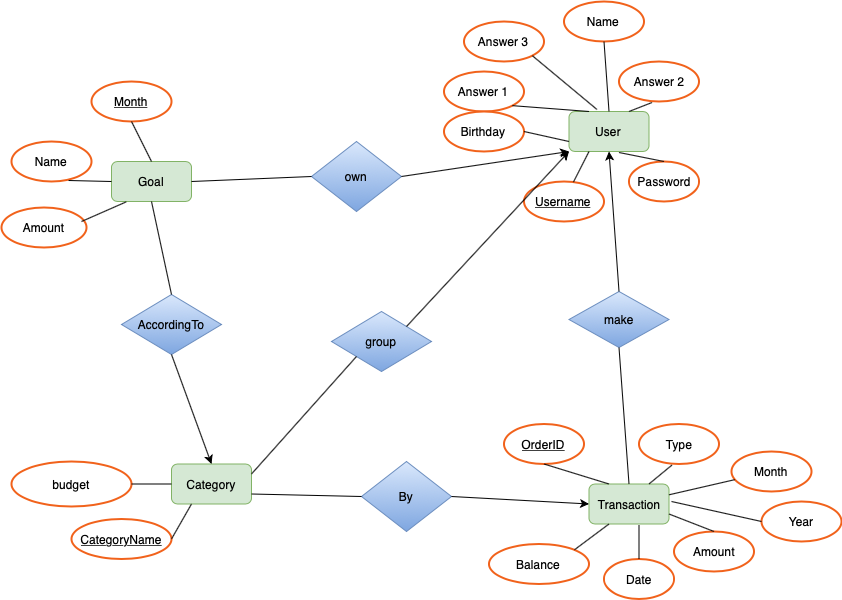 Name
Answer 3
Answer 2
Answer 1
Month
Birthday
User
Name
Goal
own
Password
Username
Amount
make
AccordingTo
group
OrderID
Type
Month
budget
Category
By
Transaction
Year
CategoryName
Amount
Balance
Date